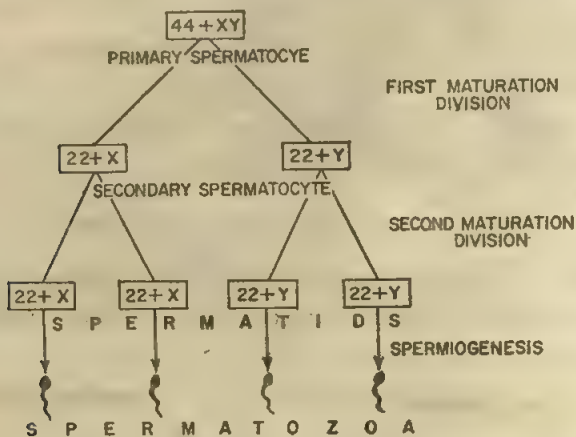 44+XY
PRIMARY SPERMATOCYE
FIRST MATURATION
DIVISION
22+X
22+Y
SECONDARY SPERMATOCYTE
SECOND MATURATION
DIVISION
22+X
22+X
22+Y
22+Y
S P E R M A T I D S
SPERMIOGENESIS
S P E R M A T O Z O A